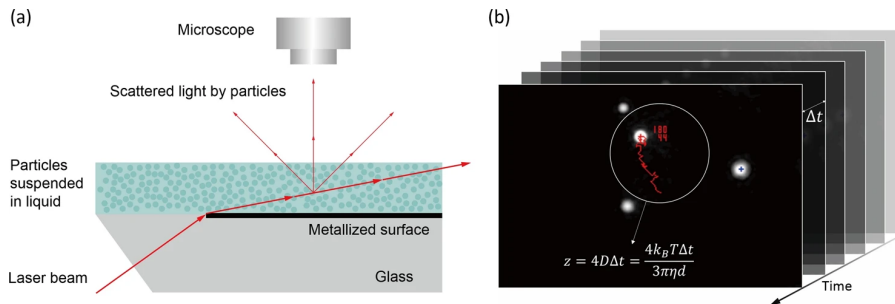 (a)
Microscope
Scattered light by particles
Particles
suspended
in liquid
Metallized surface
Laser beam
Glass
(b)
Δt
z = 4DΔt = \frac{4k_BTΔt}{3πηd}
Time